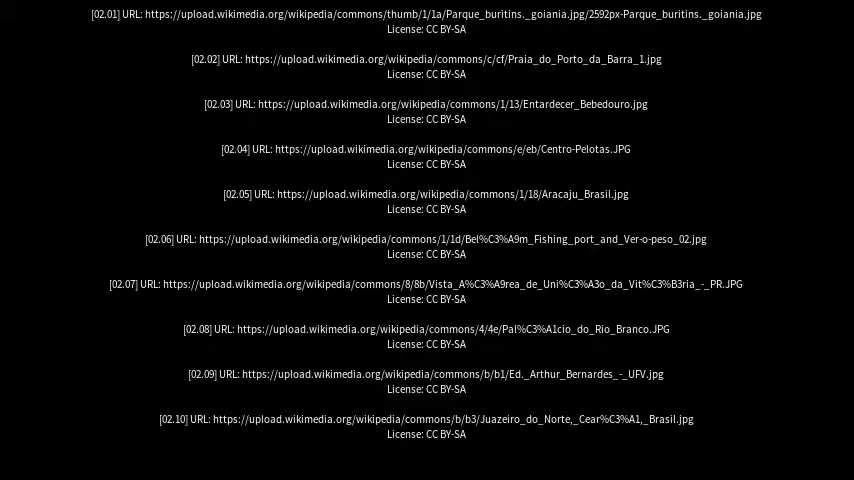 [02.01] URL: https://upload.wikimedia.org/wikipedia/commons/thumb/1/1a/Parque_buritins._goiania.jpg/2592px-Parque_buritins._goiania.jpg
License: CC BY-SA
[02.02] URL: https://upload.wikimedia.org/wikipedia/commons/c/cf/Praia_do_Porto_da_Barra_1.jpg
License: CC BY-SA
[02.03] URL: https://upload.wikimedia.org/wikipedia/commons/1/13/Entardecer_Bebedouro.jpg
License: CC BY-SA
[02.04] URL: https://upload.wikimedia.org/wikipedia/commons/e/eb/Centro-Pelotas.JPG
License: CC BY-SA
[02.05] URL: https://upload.wikimedia.org/wikipedia/commons/1/18/Aracaju_Brasil.jpg
License: CC BY-SA
[02.06] URL: https://upload.wikimedia.org/wikipedia/commons/1/1d/Bel%C3%A9m_Fishing_port_and_Ver-o-peso_02.jpg
License: CC BY-SA
[02.07] URL: https://upload.wikimedia.org/wikipedia/commons/8/8b/Vista_A%C3%A9rea_de_Uni%C3%A3o_da_Vit%C3%B3ria_-_PR.JPG
License: CC BY-SA
[02.08] URL: https://upload.wikimedia.org/wikipedia/commons/4/4e/Pal%C3%A1cio_do_Rio_Branco.JPG
License: CC BY-SA
[02.09] URL: https://upload.wikimedia.org/wikipedia/commons/b/b1/Ed._Arthur_Bernardes_-_UFV.jpg
License: CC BY-SA
[02.10] URL: https://upload.wikimedia.org/wikipedia/commons/b/b3/Juazeiro_do_Norte,_Cear%C3%A1,_Brasil.jpg
License: CC BY-SA